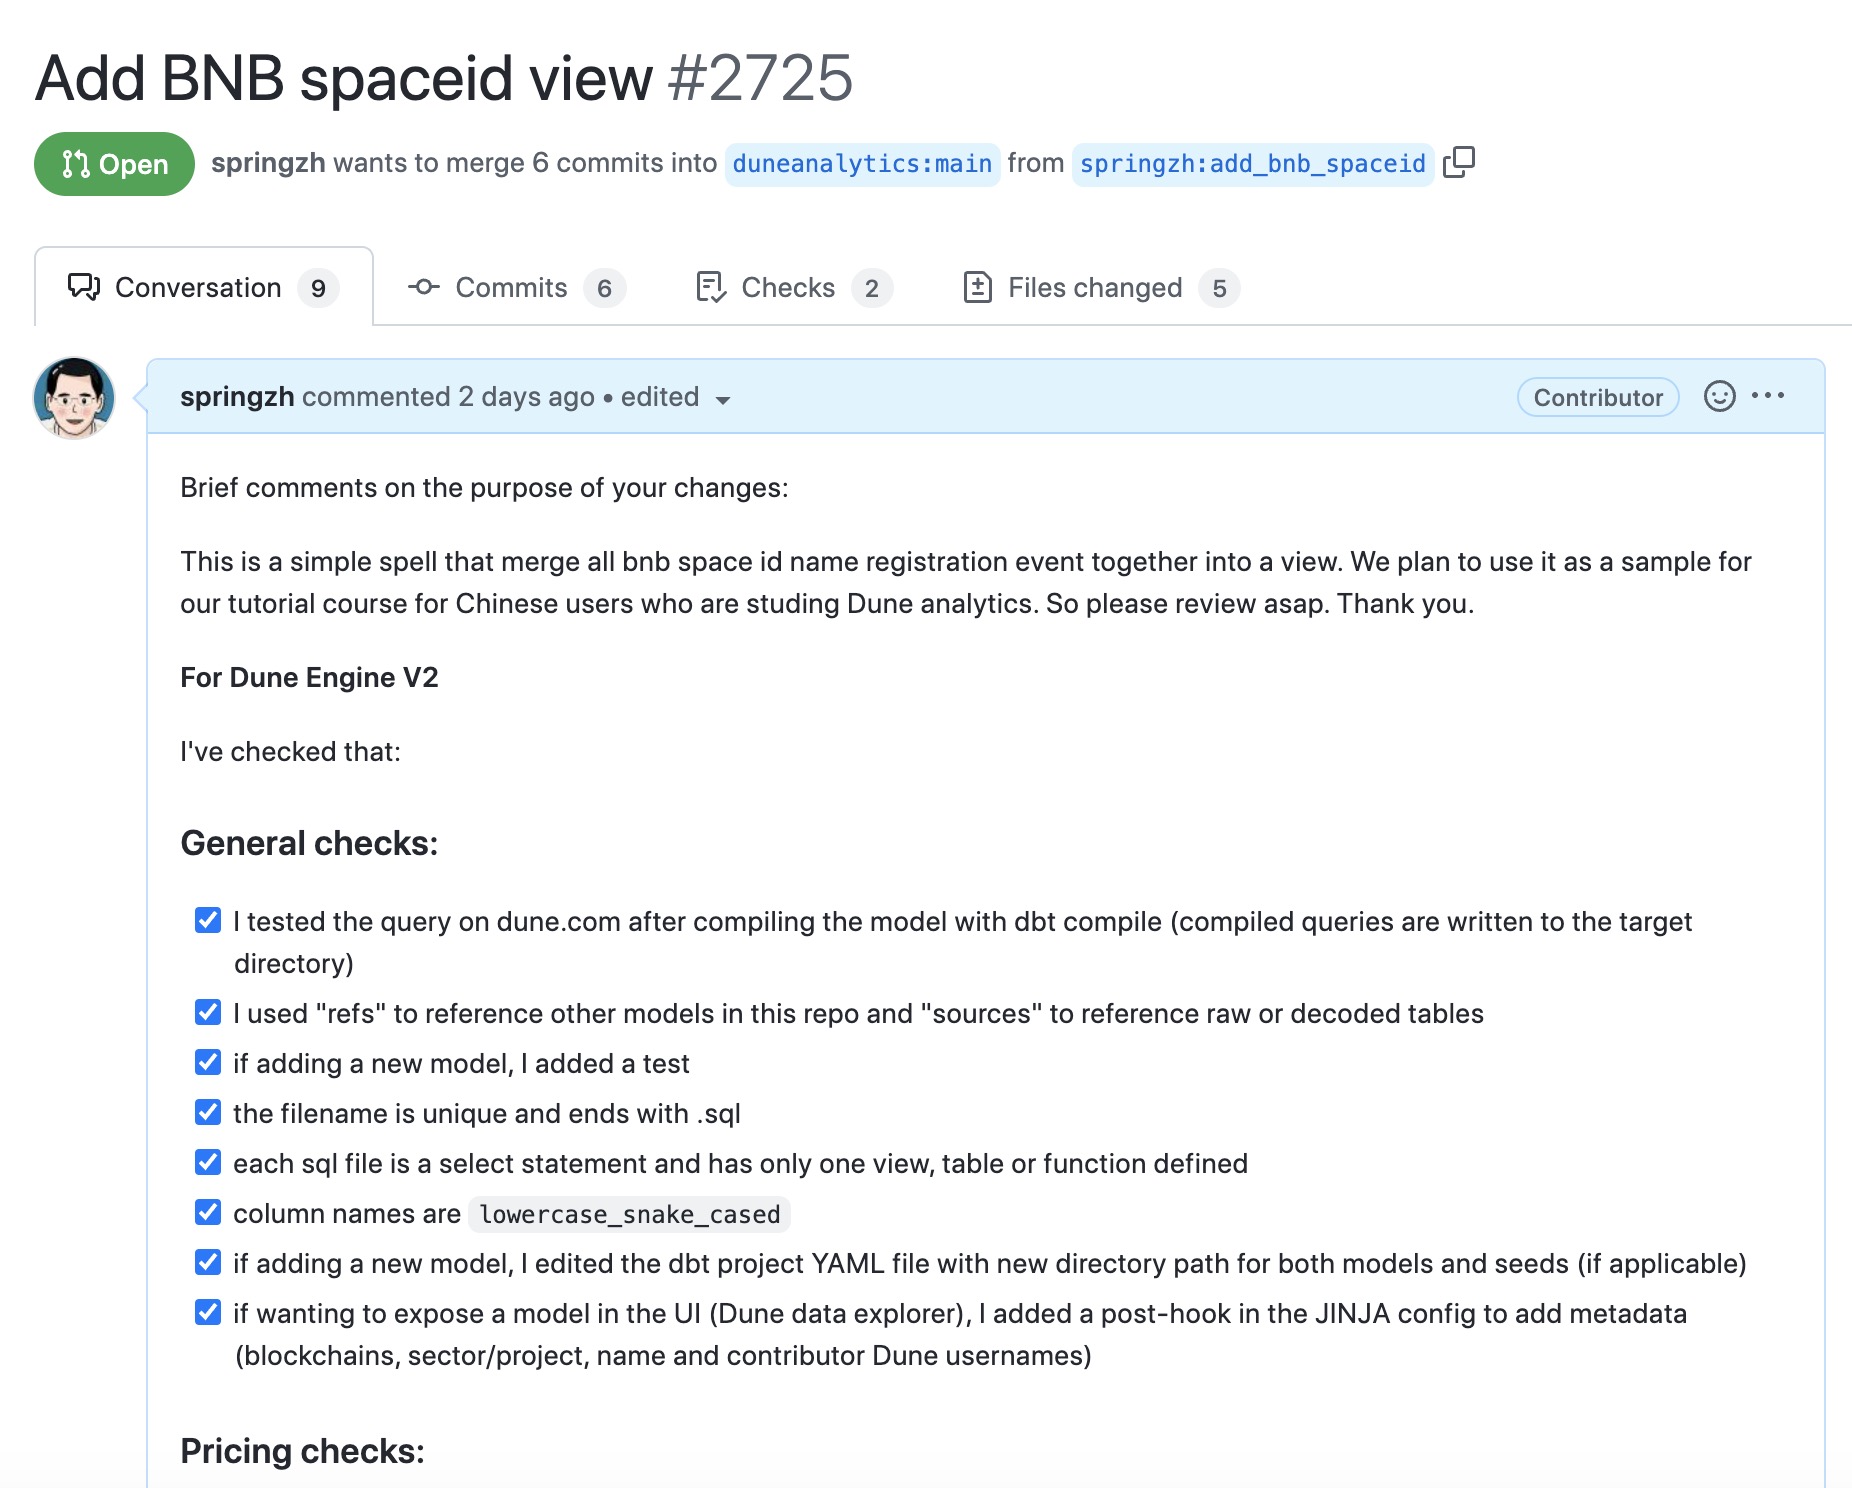 Add BNB spaceid view #2725
Open springzh wants to merge 6 commits into duneanalytics:main from springzh:add_bnb_spaceid
Conversation 9 Commits 6 Checks 2 Files changed 5
springzh commented 2 days ago • edited Contributor
Brief comments on the purpose of your changes:
This is a simple spell that merge all bnb space id name registration event together into a view. We plan to use it as a sample for
our tutorial course for Chinese users who are studing Dune analytics. So please review asap. Thank you.
For Dune Engine V2
I've checked that:
General checks:
I tested the query on dune.com after compiling the model with dbt compile (compiled queries are written to the target
directory)
I used "refs" to reference other models in this repo and "sources" to reference raw or decoded tables
if adding a new model, I added a test
the filename is unique and ends with .sql
each sql file is a select statement and has only one view, table or function defined
column names are lowercase_snake_cased
if adding a new model, I edited the dbt project YAML file with new directory path for both models and seeds (if applicable)
if wanting to expose a model in the UI (Dune data explorer), I added a post-hook in the JINJA config to add metadata
(blockchains, sector/project, name and contributor Dune usernames)
Pricing checks: